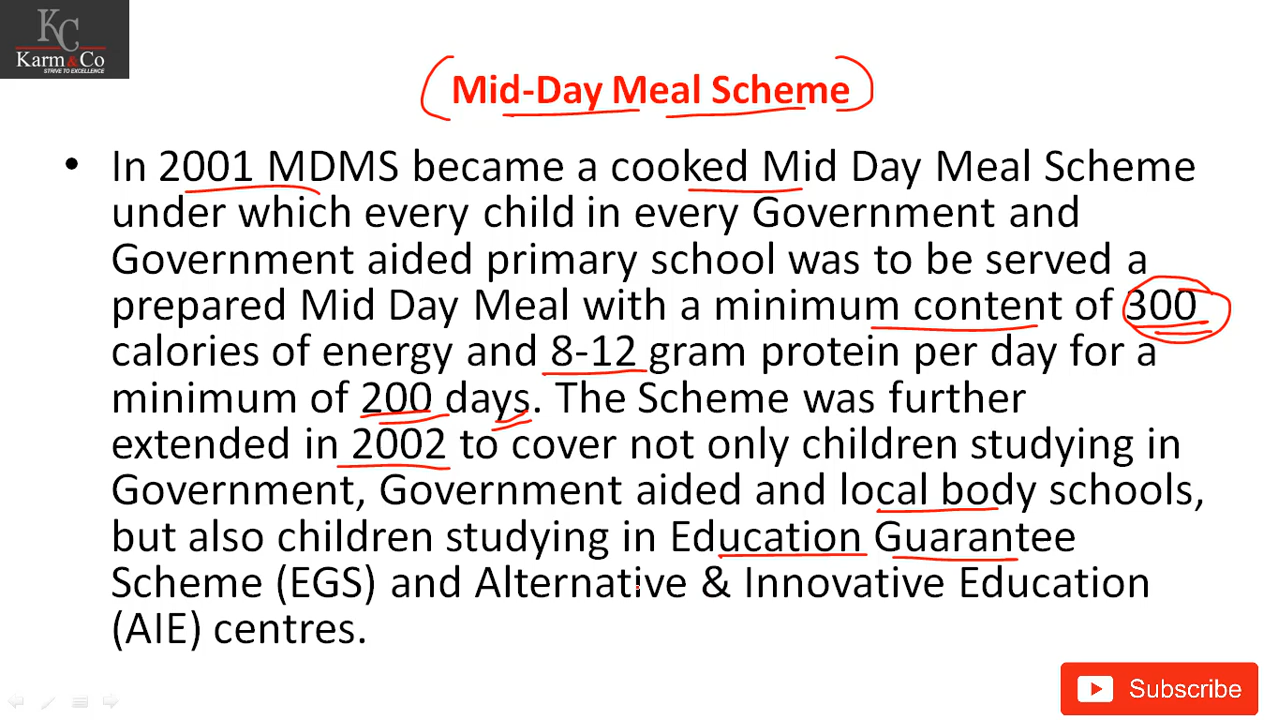 KC
Karm&Co
STRIVE TO EXCELLENCE
Mid-Day Meal Scheme
• In 2001 MDMS became a cooked Mid Day Meal Scheme
under which every child in every Government and
Government aided primary school was to be served a
prepared Mid Day Meal with a minimum content of 300
calories of energy and 8-12 gram protein per day for a
minimum of 200 days. The Scheme was further
extended in 2002 to cover not only children studying in
Government, Government aided and local body schools,
but also children studying in Education Guarantee
Scheme (EGS) and Alternative & Innovative Education
(AIE) centres.
Subscribe